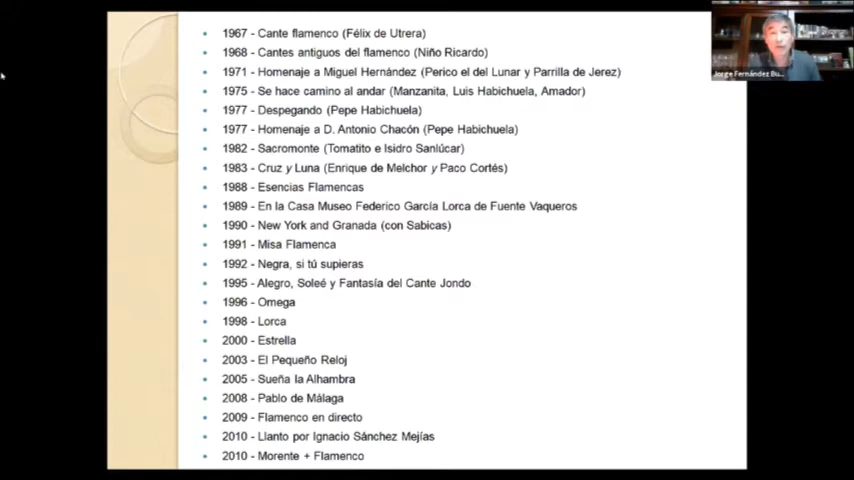 1967 - Cante flamenco (Félix de Utrera)
1968 - Cantes antiguos del flamenco (Niño Ricardo)
1971 - Homenaje a Miguel Hernández (Perico el del Lunar y Parrilla de Jerez)
1975 - Se hace camino al andar (Manzanita, Luis Habichuela, Amador)
1977 - Despegando (Pepe Habichuela)
1977 - Homenaje a D. Antonio Chacón (Pepe Habichuela)
1982 - Sacromonte (Tomatito e Isidro Sanlúcar)
1983 - Cruz y Luna (Enrique de Melchor y Paco Cortés)
1988 - Esencias Flamencas
1989 - En la Casa Museo Federico García Lorca de Fuente Vaqueros
1990 - New York and Granada (con Sabicas)
1991 - Misa Flamenca
1992 - Negra, si tú supieras
1995 - Alegro, Soleé y Fantasía del Cante Jondo
1996 - Omega
1998 - Lorca
2000 - Estrella
2003 - El Pequeño Reloj
2005 - Sueña la Alhambra
2008 - Pablo de Málaga
2009 - Flamenco en directo
2010 - Llanto por Ignacio Sánchez Mejías
2010 - Morente + Flamenco
Jorge Fernández Bu...